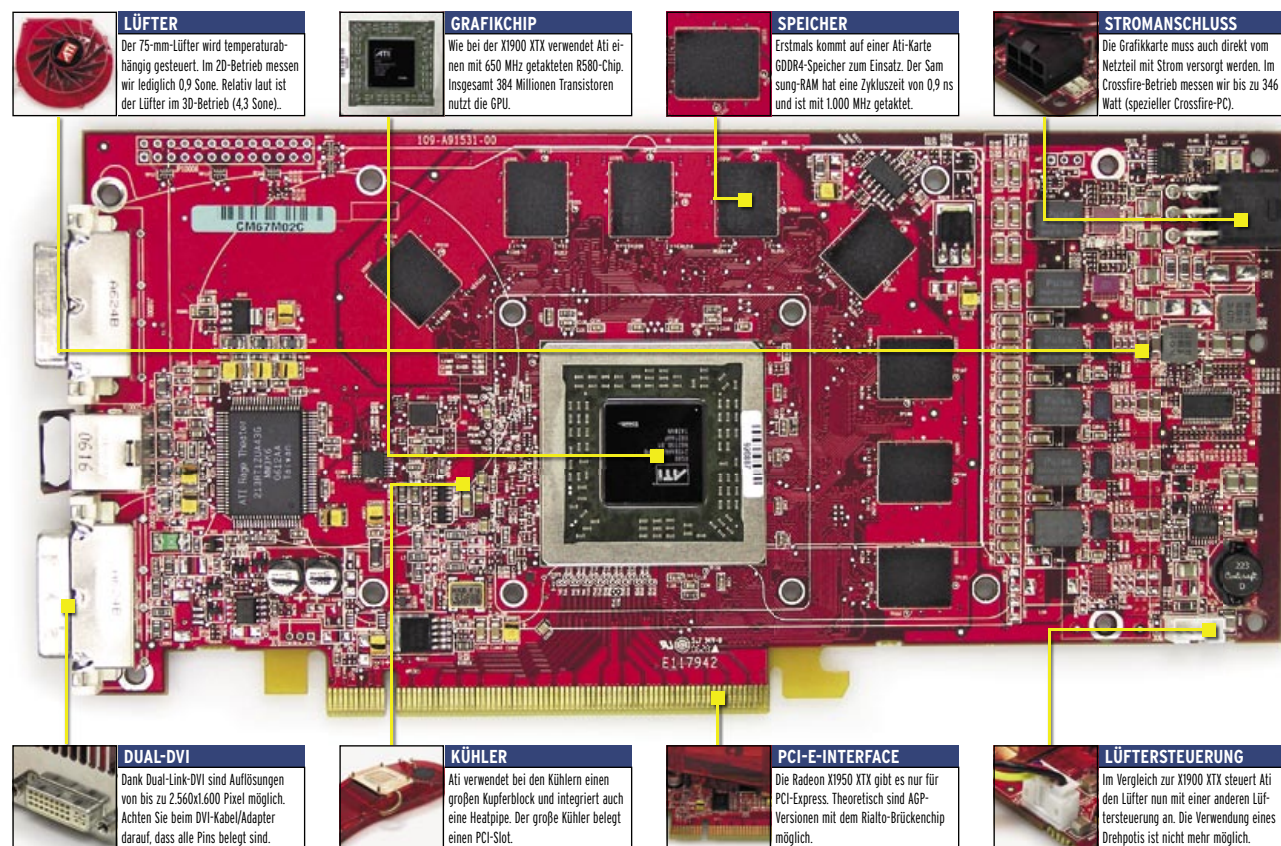 LÜFTER
Der 75-mm-Lüfter wird temperaturab-
hängig gesteuert. Im 2D-Betrieb messen
wir lediglich 0,9 Sone. Relativ laut ist
der Lüfter im 3D-Betrieb (4,3 Sone)..
GRAFIKCHIP
Wie bei der X1900 XTX verwendet Ati ei-
nen mit 650 MHz getakteten R580-Chip.
Insgesamt 384 Millionen Transistoren
nutzt die GPU.
SPEICHER
Erstmals kommt auf einer Ati-Karte
GDDR4-Speicher zum Einsatz. Der Sam
sung-RAM hat eine Zykluszeit von 0,9 ns
und ist mit 1.000 MHz getaktet.
STROMANSCHLUSS
Die Grafikkarte muss auch direkt vom
Netzteil mit Strom versorgt werden. Im
Crossfire-Betrieb messen wir bis zu 346
Watt (spezieller Crossfire-PC).
109-A91531-00
CM67M02C
A624B
0616
ATI Rage Theater
Taiwan
ATI
223
Coilcraft
D
E117942
DUAL-DVI
Dank Dual-Link-DVI sind Auflösungen
von bis zu 2.560x1.600 Pixel möglich.
Achten Sie beim DVI-Kabel/Adapter
darauf, dass alle Pins belegt sind.
KÜHLER
Ati verwendet bei den Kühlern einen
großen Kupferblock und integriert auch
eine Heatpipe. Der große Kühler belegt
einen PCI-Slot.
PCI-E-INTERFACE
Die Radeon X1950 XTX gibt es nur für
PCI-Express. Theoretisch sind AGP-
Versionen mit dem Rialto-Brückenchip
möglich.
LÜFTERSTEUERUNG
Im Vergleich zur X1900 XTX steuert Ati
den Lüfter nun mit einer anderen Lüf-
tersteuerung an. Die Verwendung eines
Drehpotis ist nicht mehr möglich.